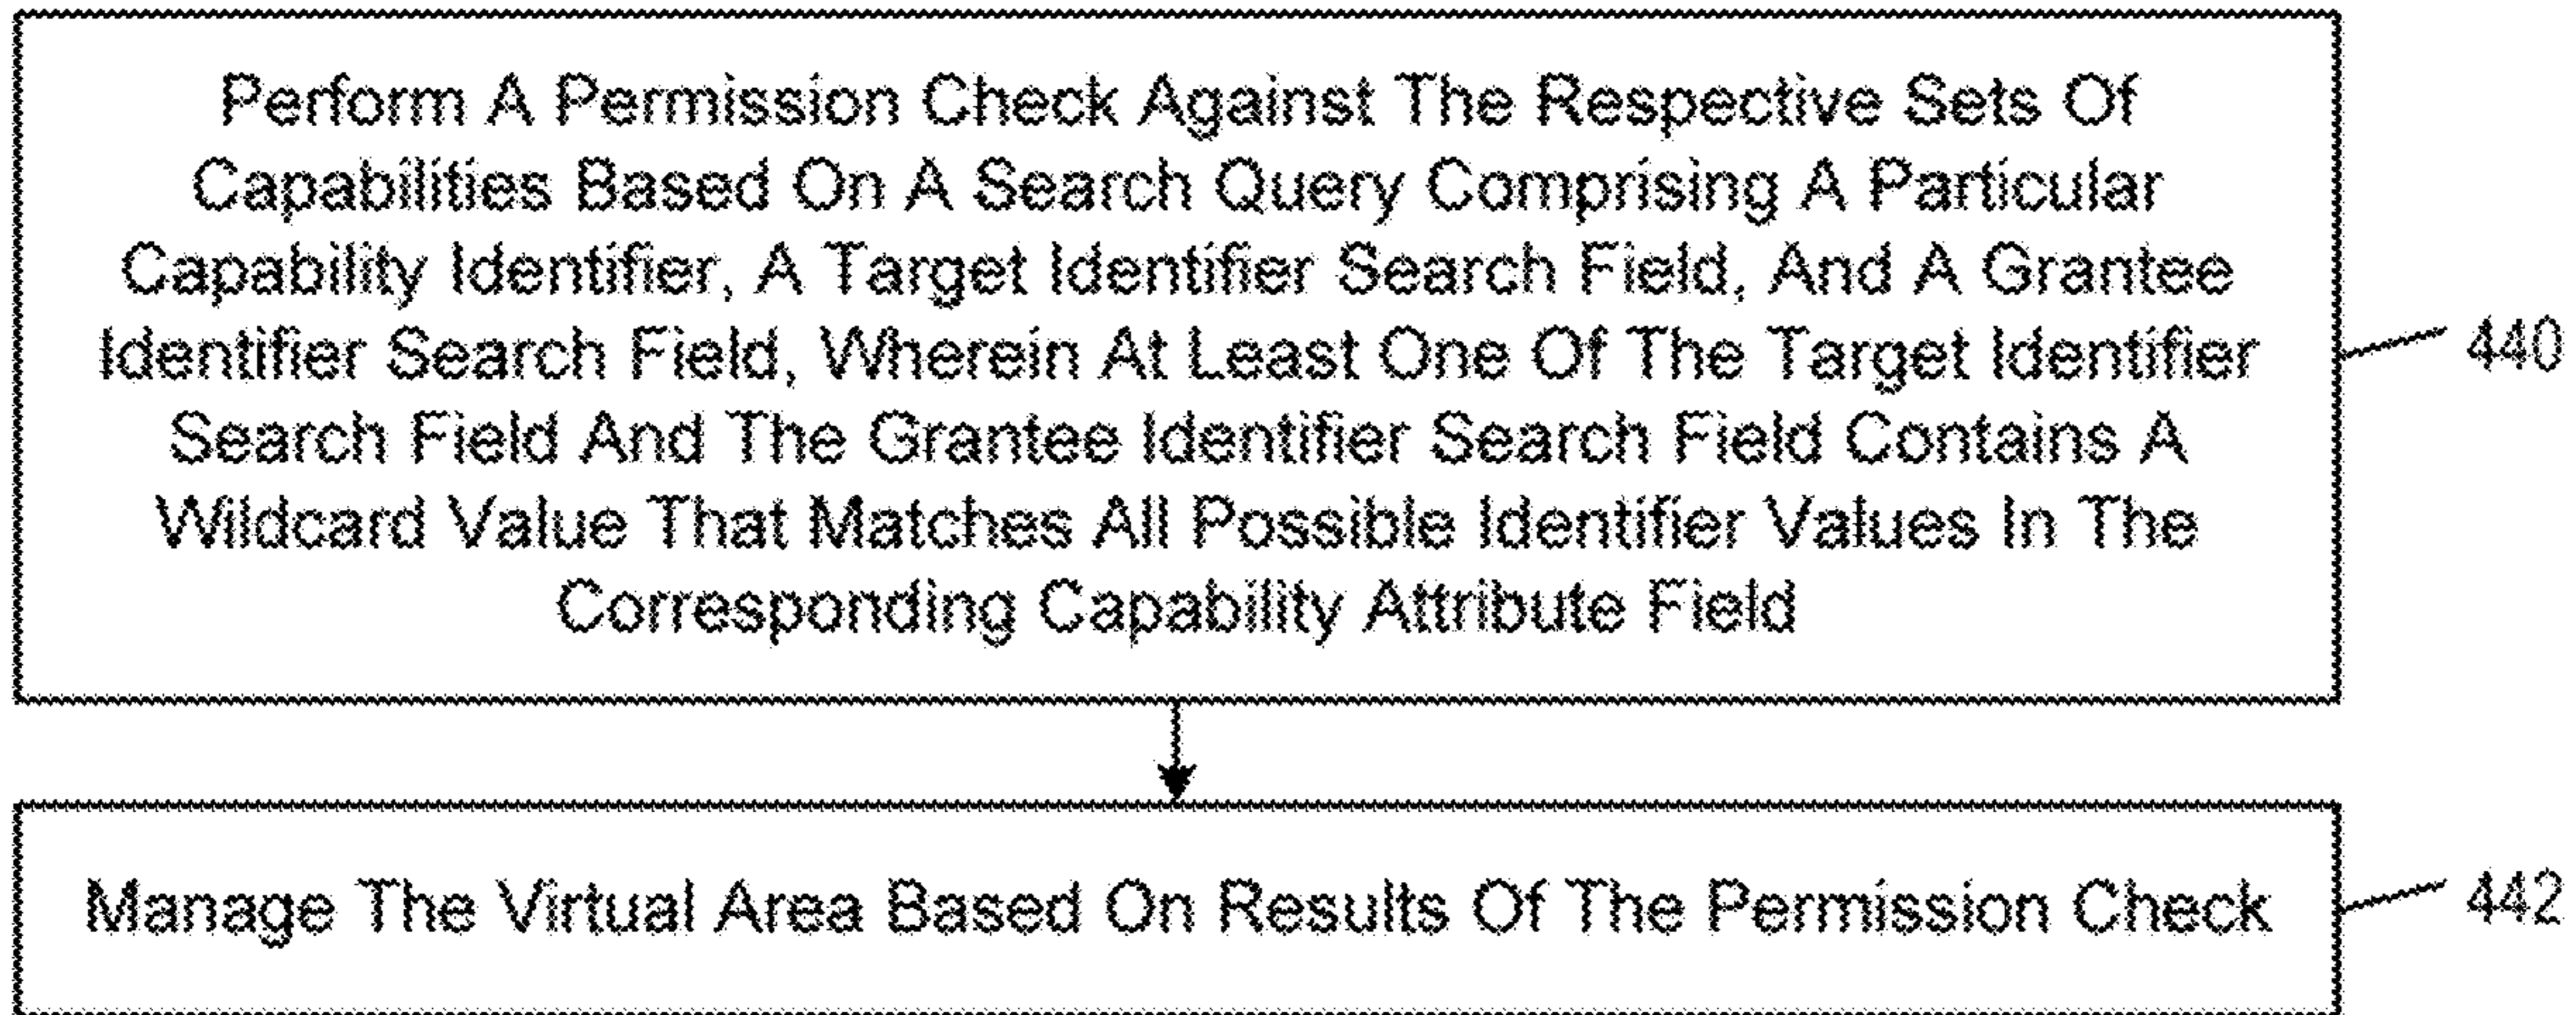 Perform A Permission Check Against The Respective Sets Of
Capabilities Based On A Search Query Comprising A Particular
Capability Identifier, A Target Identifier Search Field, And A Grantee
Identifier Search Field, Wherein At Least One Of The Target Identifier
Search Field And The Grantee Identifier Search Field Contains A
Wildcard Value That Matches All Possible Identifier Values In The
Corresponding Capability Attribute Field
440
Manage The Virtual Area Based On Results Of The Permission Check
442